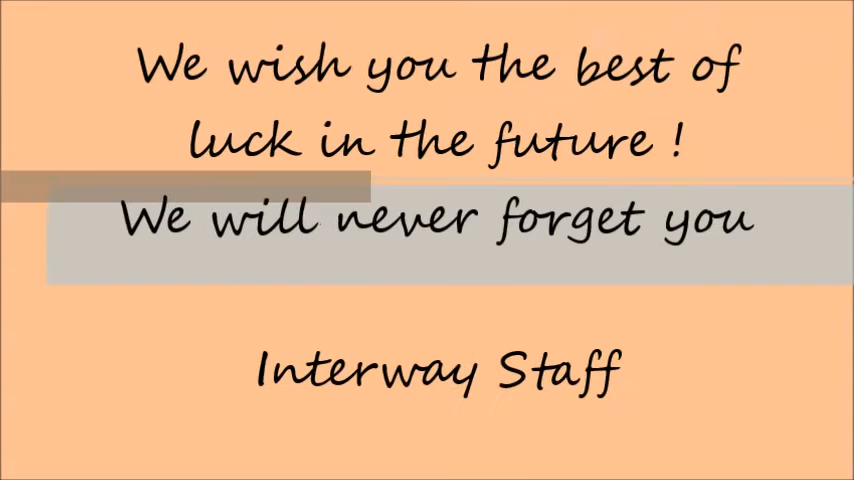 We wish you the best of
luck in the future !
We will never forget you
Interway Staff